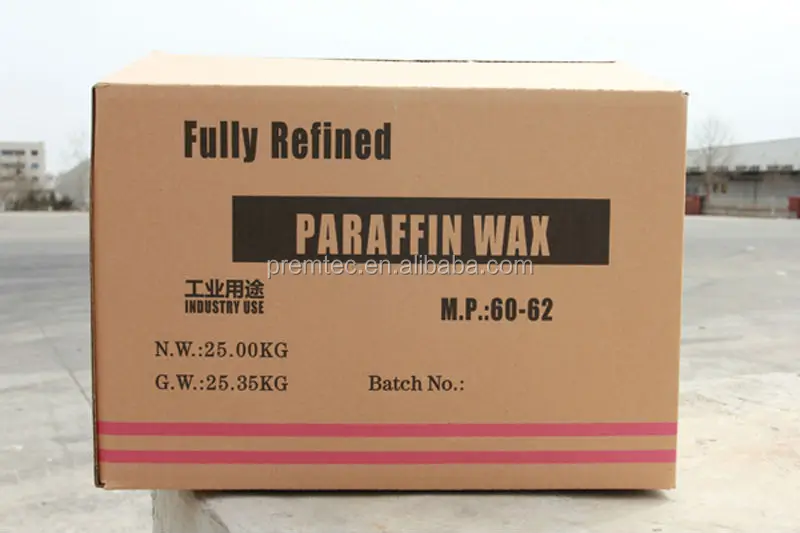 Fully Refined
PARAFFIN WAX
premtec.en.alibaba.com
工业用途
INDUSTRY USE
M.P.:60-62
N.W.:25.00KG
G.W.:25.35KG
Batch No.: